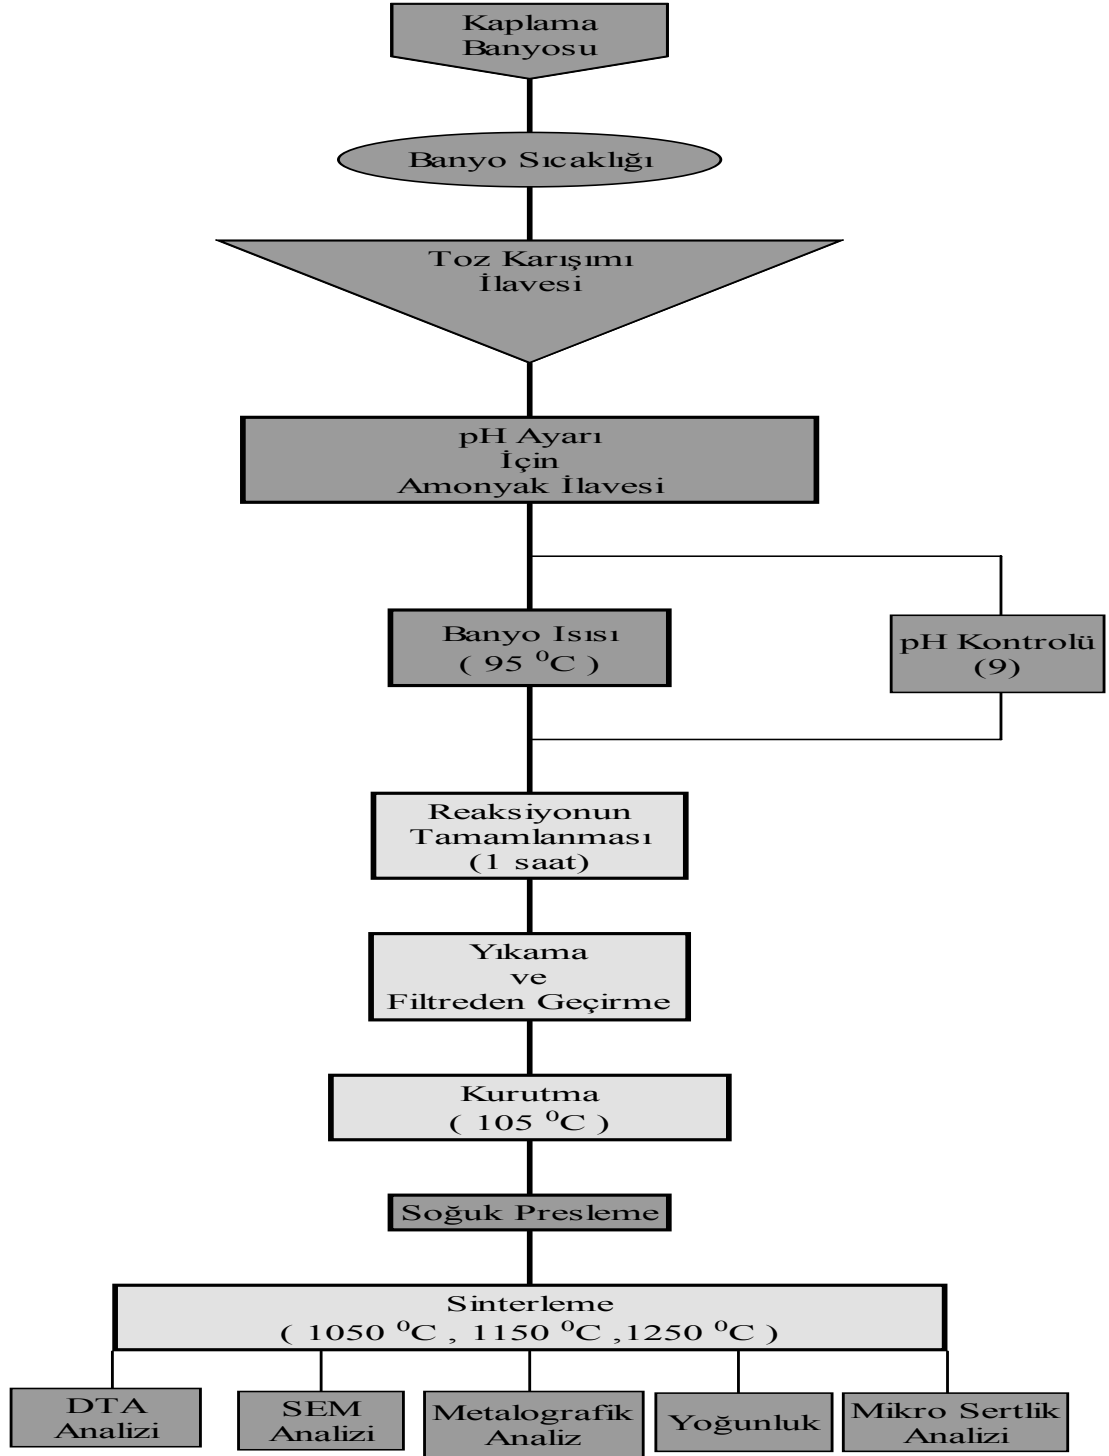 Kaplama
Banyosu
Banyo Sıcaklığı
Toz Karışımı
İlavesi
pH Ayarı
İçin
Amonyak İlavesi
Banyo Isısı
( 95 ⁰C )
pH Kontrolü
(9)
Reaksiyonun
Tamamlanması
(1 saat)
Yıkama
ve
Filtreden Geçirme
Kurutma
( 105 ⁰C )
Soğuk Presleme
Sinterleme
( 1050 ⁰C , 1150 ⁰C ,1250 ⁰C )
DTA
Analizi
SEM
Analizi
Metalografik
Analiz
Yoğunluk
Mikro Sertlik
Analizi